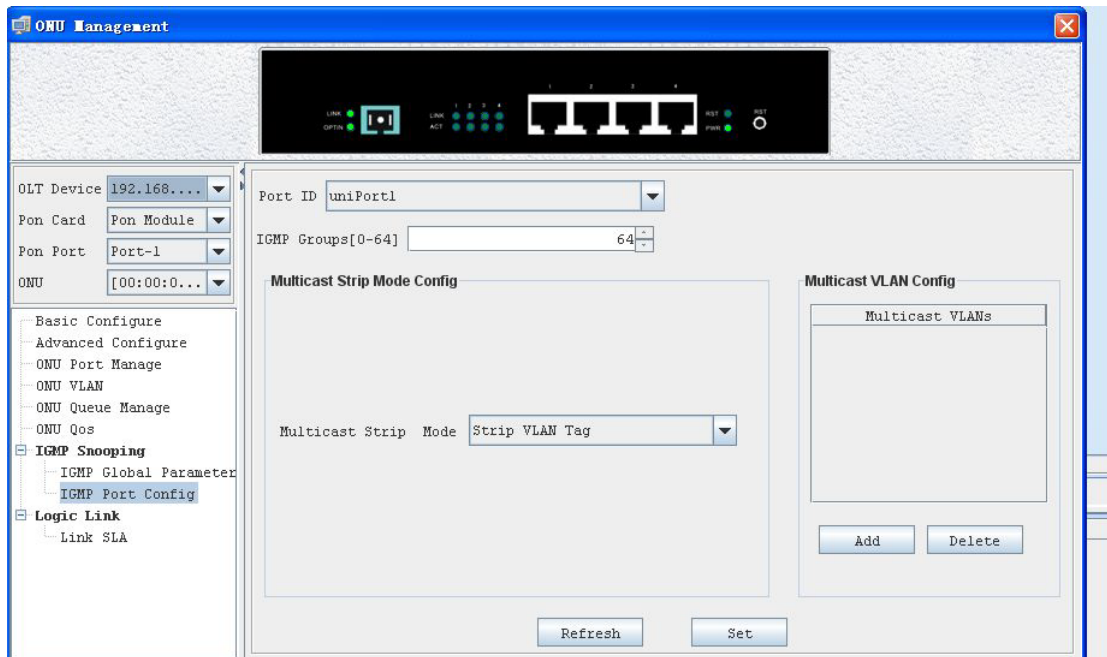 ONU Management
1 2 3 4
LINK
OPTIN
1 2 3 4
LINK
ACT
RST
PWR
RST
OLT Device 192.168....
Pon Card Pon Module
Pon Port Port-1
ONU [00:00:0...
Basic Configure
Advanced Configure
ONU Port Manage
ONU VLAN
ONU Queue Manage
ONU Qos
IGMP Snooping
IGMP Global Parameter
IGMP Port Config
Logic Link
Link SLA
Port ID uniPort1
IGMP Groups[0-64] 64
Multicast Strip Mode Config
Multicast Strip Mode Strip VLAN Tag
Multicast VLAN Config
Multicast VLANs
Add Delete
Refresh Set